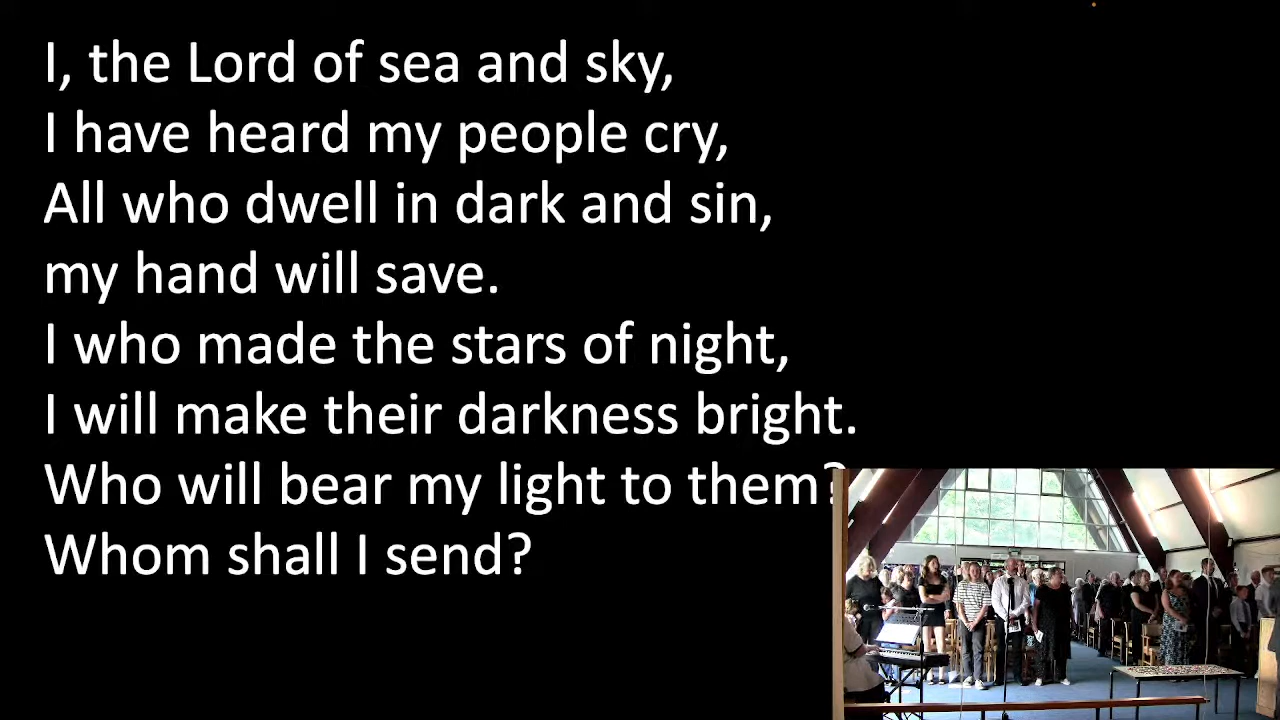 I, the Lord of sea and sky,
I have heard my people cry,
All who dwell in dark and sin,
my hand will save.
I who made the stars of night,
I will make their darkness bright.
Who will bear my light to them?
Whom shall I send?